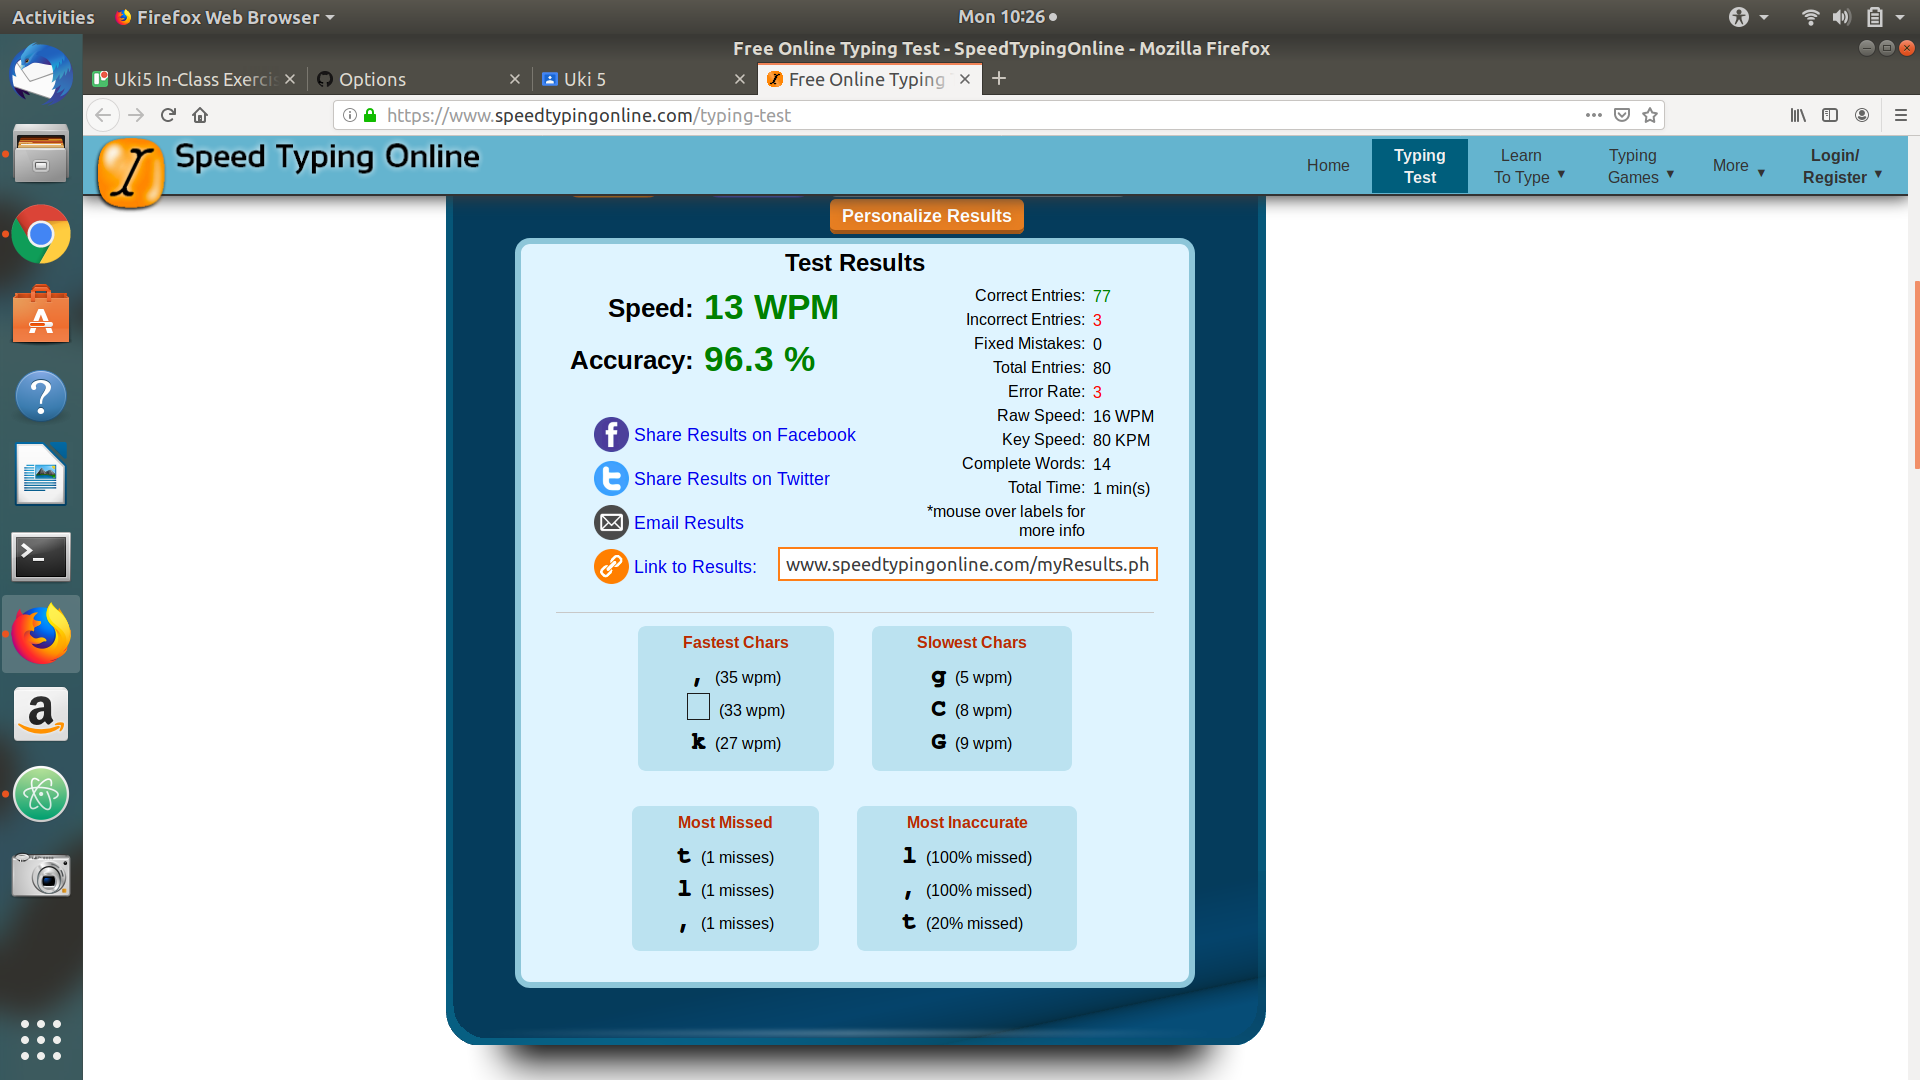 Activities
Firefox Web Browser
Mon 10:26
Free Online Typing Test - SpeedTypingOnline - Mozilla Firefox
Uki5 In-Class Exercis
Options
Uki 5
Free Online Typing
https://www.speedtypingonline.com/typing-test
Speed Typing Online
Home
Typing Test
Learn To Type
Typing Games
More
Login/ Register
Personalize Results
Test Results
Speed: 13 WPM
Accuracy: 96.3 %
Correct Entries: 77
Incorrect Entries: 3
Fixed Mistakes: 0
Total Entries: 80
Error Rate: 3
Raw Speed: 16 WPM
Key Speed: 80 KPM
Complete Words: 14
Total Time: 1 min(s)
*mouse over labels for
more info
Share Results on Facebook
Share Results on Twitter
Email Results
Link to Results: www.speedtypingonline.com/myResults.ph
Fastest Chars
, (35 wpm)
(33 wpm)
k (27 wpm)
Slowest Chars
g (5 wpm)
C (8 wpm)
G (9 wpm)
Most Missed
t (1 misses)
l (1 misses)
, (1 misses)
Most Inaccurate
l (100% missed)
, (100% missed)
t (20% missed)